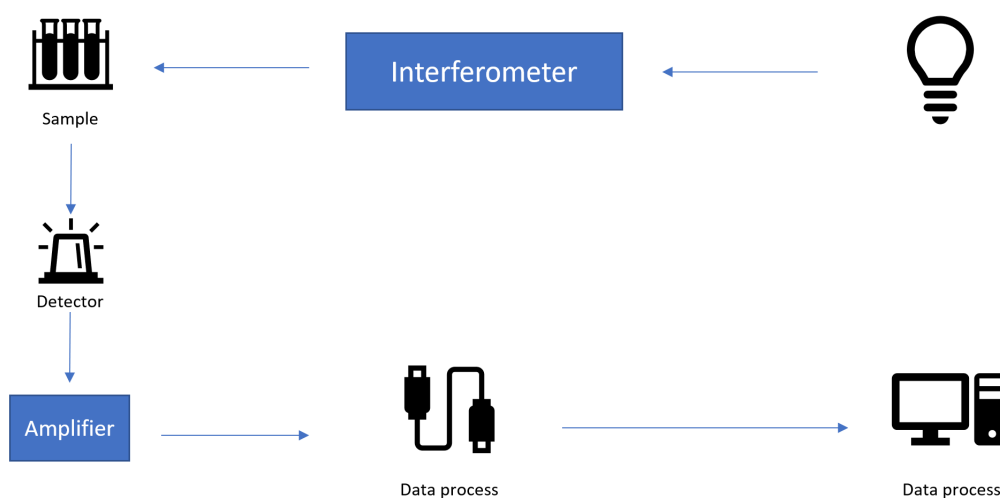 Interferometer
Sample
Detector
Amplifier
Data process
Data process